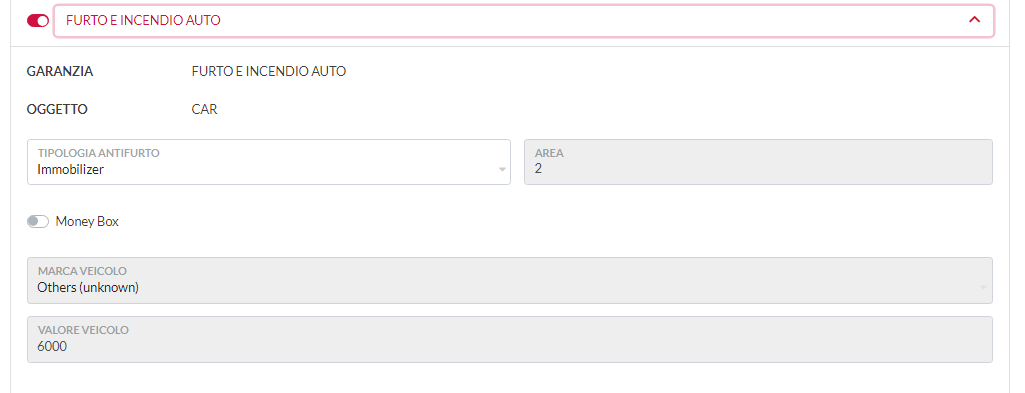 FURTO E INCENDIO AUTO
GARANZIA FURTO E INCENDIO AUTO
OGGETTO CAR
TIPOLOGIA ANTIFURTO
Immobilizer
AREA
2
Money Box
MARCA VEICOLO
Others (unknown)
VALORE VEICOLO
6000